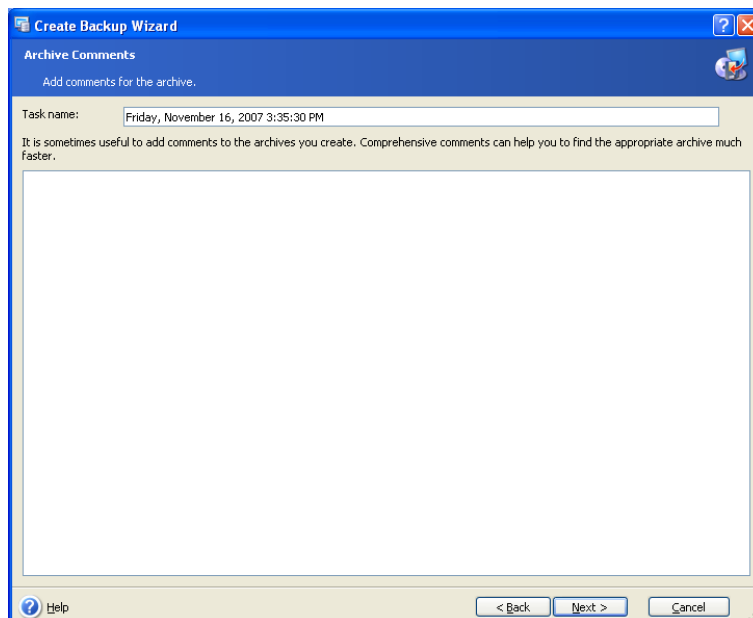 Create Backup Wizard
Archive Comments
Add comments for the archive.
Task name:
Friday, November 16, 2007 3:35:30 PM
It is sometimes useful to add comments to the archives you create. Comprehensive comments can help you to find the appropriate archive much
faster.
Help
< Back
Next >
Cancel